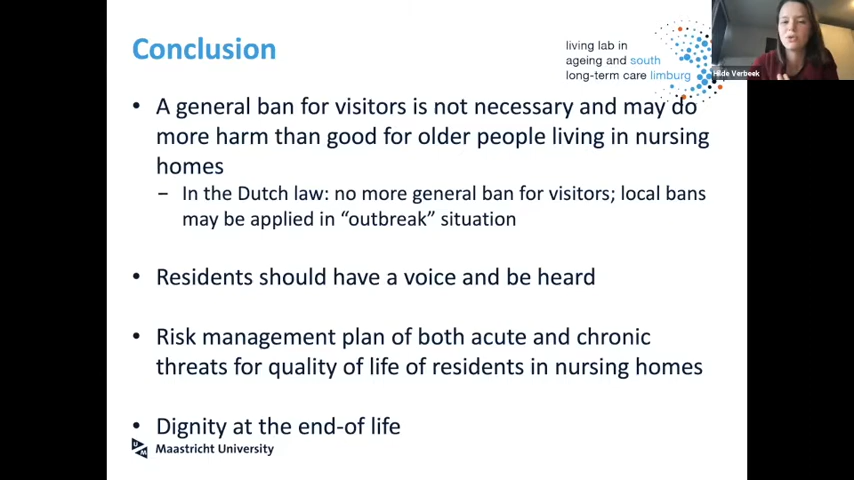 Conclusion
living lab in
ageing and south
long-term care limburg
Hilde Verbeek
• A general ban for visitors is not necessary and may do
more harm than good for older people living in nursing
homes
– In the Dutch law: no more general ban for visitors; local bans
may be applied in “outbreak” situation
• Residents should have a voice and be heard
• Risk management plan of both acute and chronic
threats for quality of life of residents in nursing homes
• Dignity at the end-of life
Maastricht University